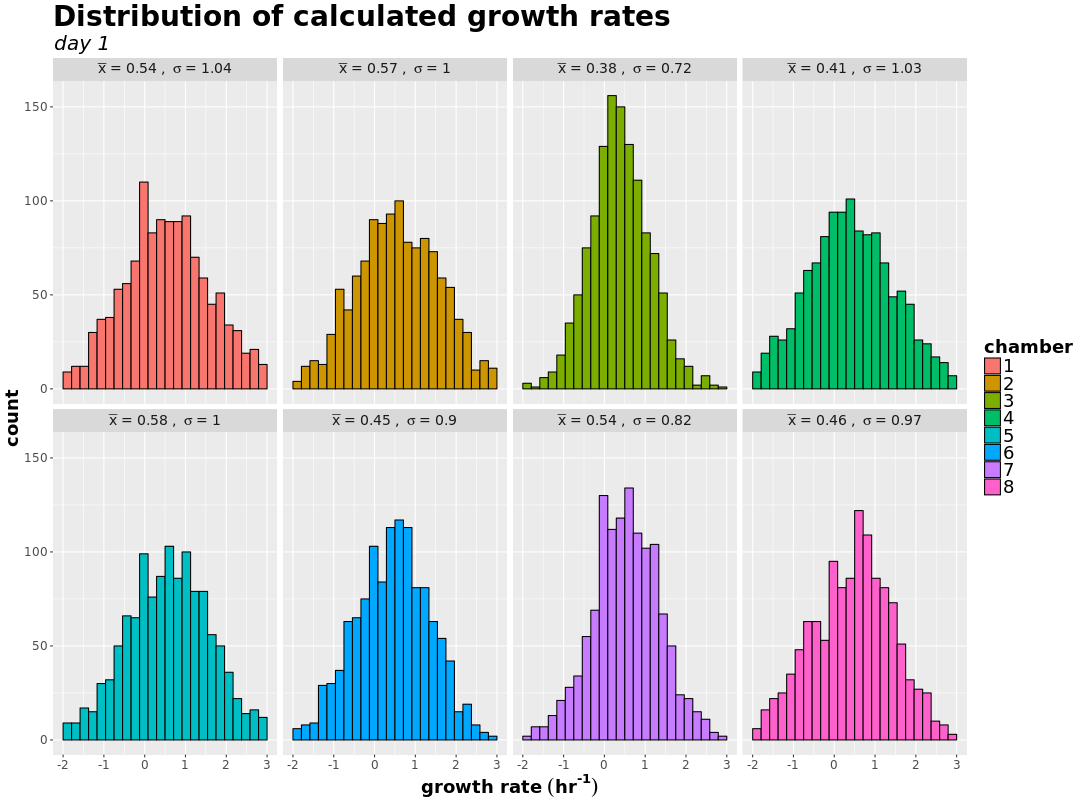 Distribution of calculated growth rates
day 1
x̅ = 0.54 , σ = 1.04
x̅ = 0.57 , σ = 1
x̅ = 0.38 , σ = 0.72
x̅ = 0.41 , σ = 1.03
150
100
50
0
count
x̅ = 0.58 , σ = 1
x̅ = 0.45 , σ = 0.9
x̅ = 0.54 , σ = 0.82
x̅ = 0.46 , σ = 0.97
150
100
50
0
-2 -1 0 1 2 3
-2 -1 0 1 2 3
-2 -1 0 1 2 3
-2 -1 0 1 2 3
growth rate (hr⁻¹)
chamber
1
2
3
4
5
6
7
8